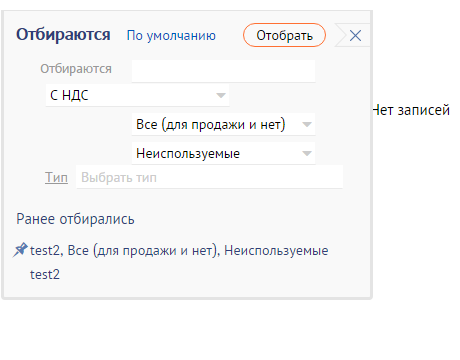 Отбираются По умолчанию Отобрать
Отбираются
С НДС
Нет записей
Все (для продажи и нет)
Неиспользуемые
Тип Выбрать тип
Ранее отбирались
test2, Все (для продажи и нет), Неиспользуемые
test2